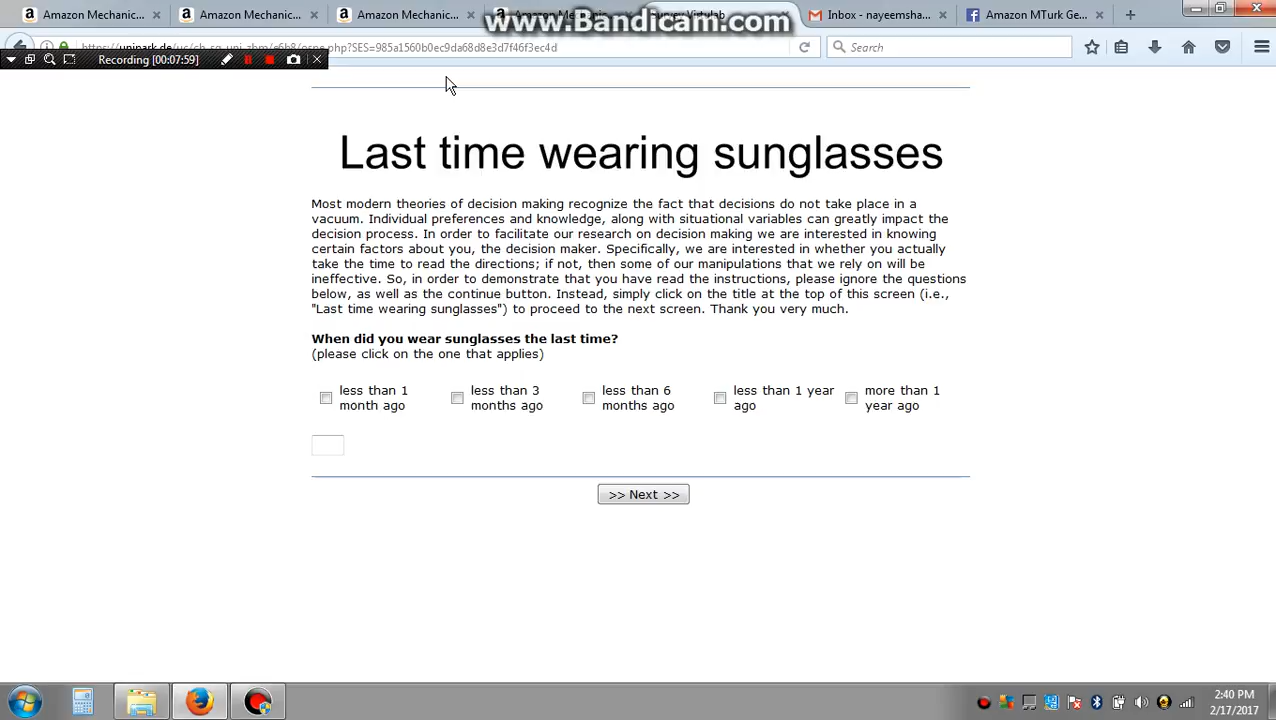 Amazon Mechanic...
Amazon Mechanic...
Amazon Mechanic...
www.Bandicam.com
Inbox - nayeemsha...
Amazon MTurk Ge...
Search
Recording [00:07:59]
Last time wearing sunglasses
Most modern theories of decision making recognize the fact that decisions do not take place in a
vacuum. Individual preferences and knowledge, along with situational variables can greatly impact the
decision process. In order to facilitate our research on decision making we are interested in knowing
certain factors about you, the decision maker. Specifically, we are interested in whether you actually
take the time to read the directions; if not, then some of our manipulations that we rely on will be
ineffective. So, in order to demonstrate that you have read the instructions, please ignore the questions
below, as well as the continue button. Instead, simply click on the title at the top of this screen (i.e.,
"Last time wearing sunglasses") to proceed to the next screen. Thank you very much.
When did you wear sunglasses the last time?
(please click on the one that applies)
less than 1
month ago
less than 3
months ago
less than 6
months ago
less than 1 year
ago
more than 1
year ago
>> Next >>
2:40 PM
2/17/2017